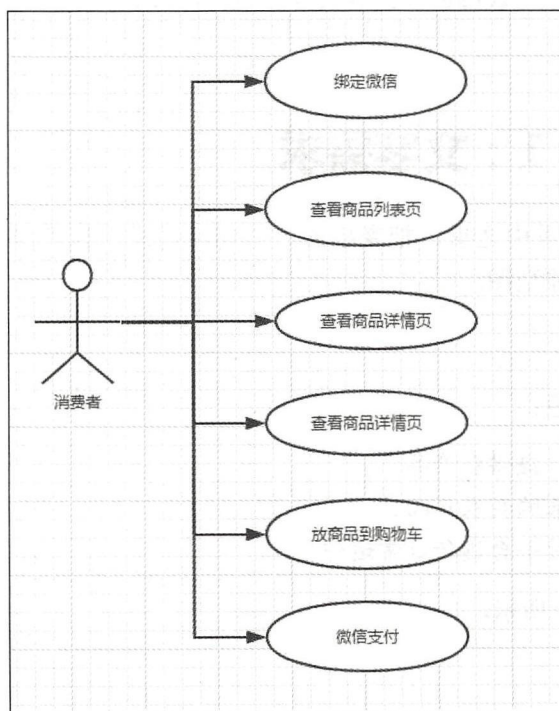 绑定微信
查看商品列表页
查看商品详情页
消费者
查看商品详情页
放商品到购物车
微信支付